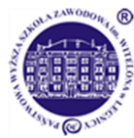 PAŃSTWOWA WYŻSZA SZKOŁA ZAWODOWA im. WITELONA w LEGNICY
®